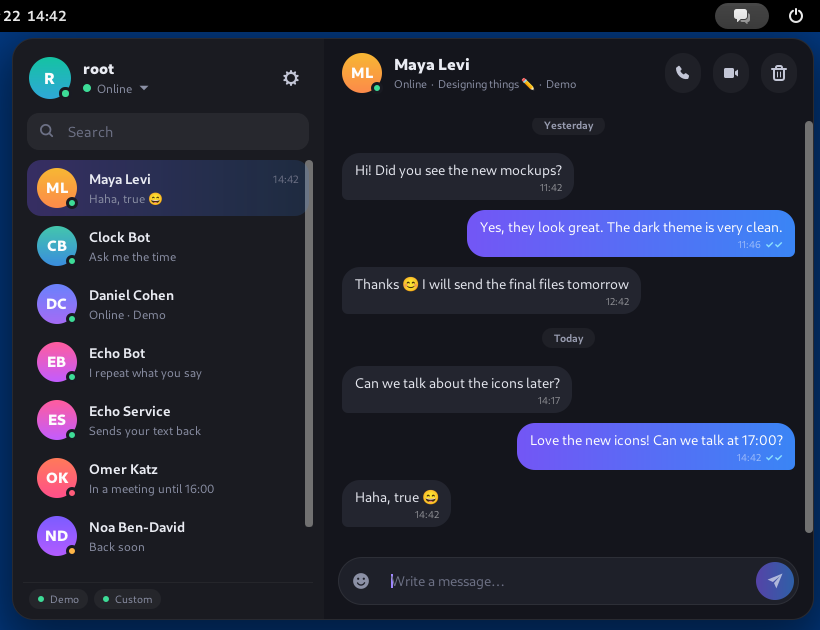 22 14:42
R
root
Online
Search
ML
Maya Levi
14:42
Haha, true 😄
CB
Clock Bot
Ask me the time
DC
Daniel Cohen
Online · Demo
EB
Echo Bot
I repeat what you say
ES
Echo Service
Sends your text back
OK
Omer Katz
In a meeting until 16:00
ND
Noa Ben-David
Back soon
Demo
Custom
ML
Maya Levi
Online · Designing things ✏️ · Demo
Yesterday
Hi! Did you see the new mockups?
11:42
Yes, they look great. The dark theme is very clean.
11:46
Thanks 😊 I will send the final files tomorrow
12:42
Today
Can we talk about the icons later?
14:17
Love the new icons! Can we talk at 17:00?
14:42
Haha, true 😄
14:42
Write a message...